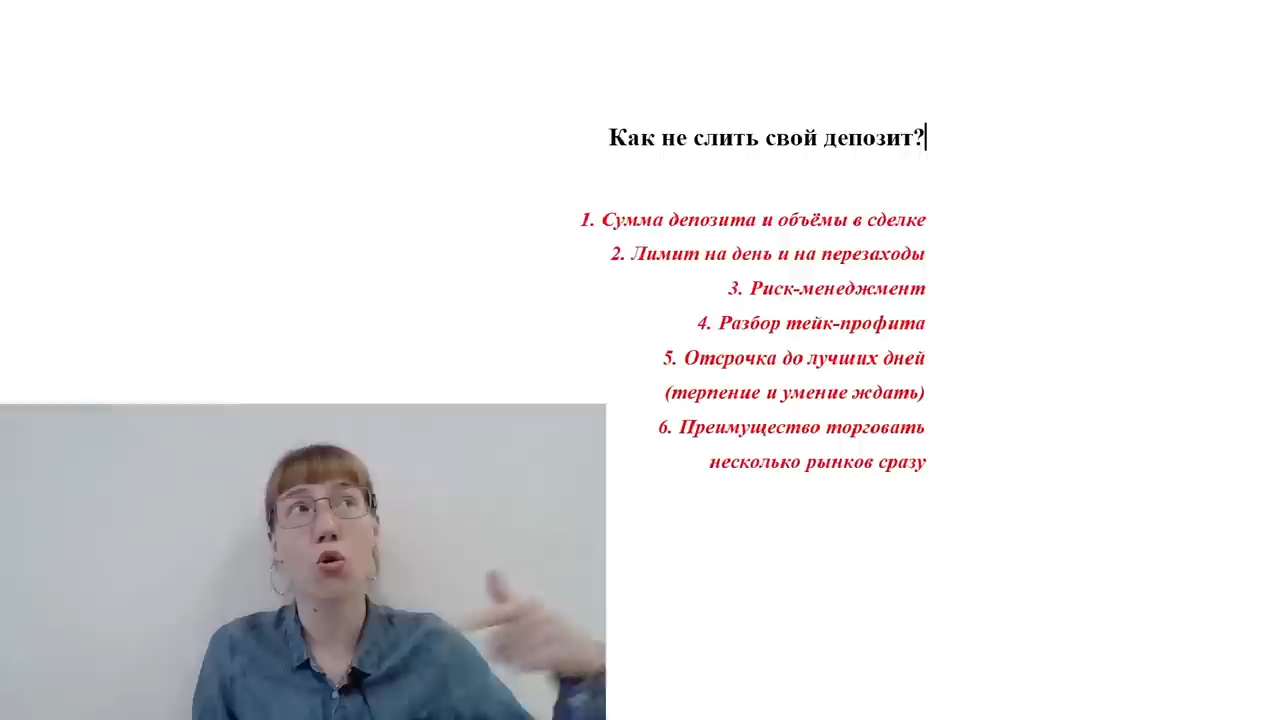 Как не слить свой депозит?
1. Сумма депозита и объёмы в сделке
2. Лимит на день и на перезаходы
3. Риск-менеджмент
4. Разбор тейк-профита
5. Отсрочка до лучших дней
(терпение и умение ждать)
6. Преимущество торговать
несколько рынков сразу